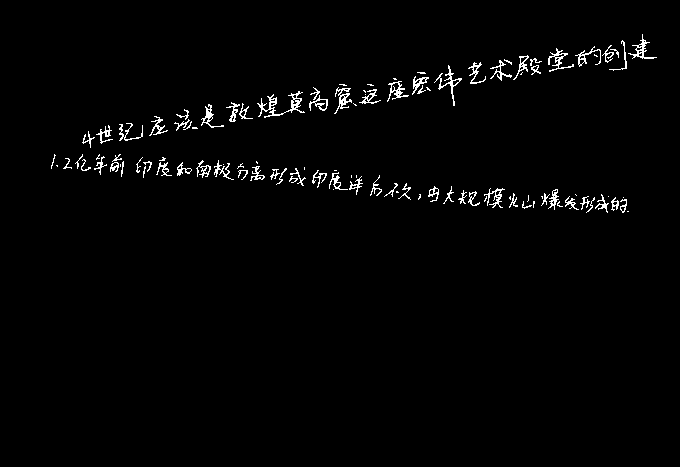 4世纪应该是敦煌莫高窟这座宏伟艺术殿堂的创建
1.2亿年前印度和南极分离形成印度洋后不久，由大规模火山爆发形成的